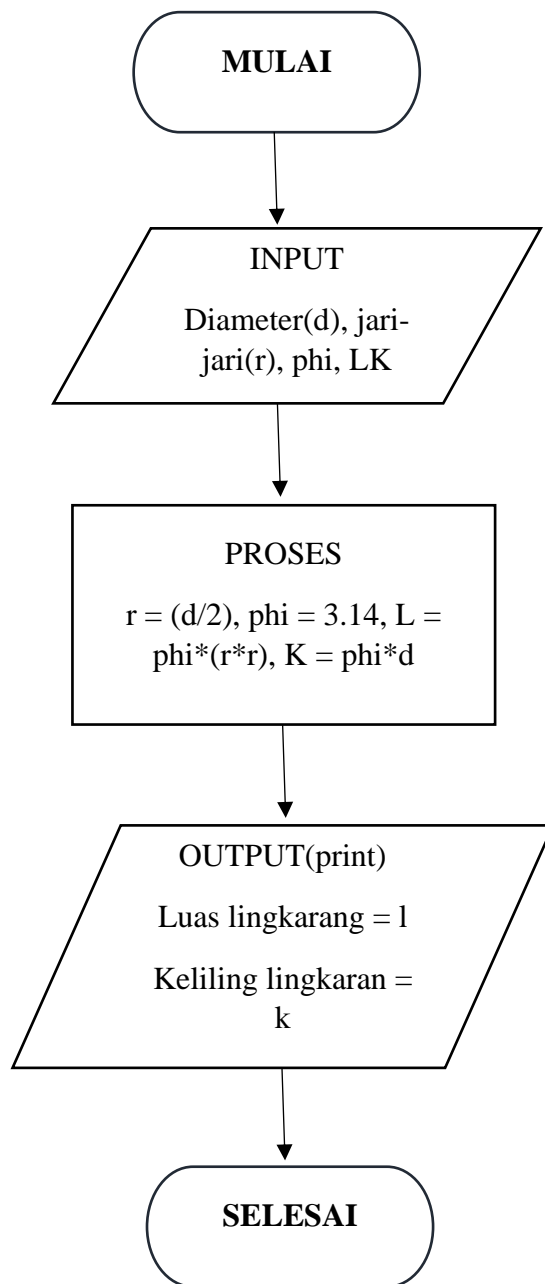 MULAI
INPUT
Diameter(d), jari-
jari(r), phi, LK
PROSES
r = (d/2), phi = 3.14, L =
phi*(r*r), K = phi*d
OUTPUT(print)
Luas lingkarang = l
Keliling lingkaran =
k
SELESAI